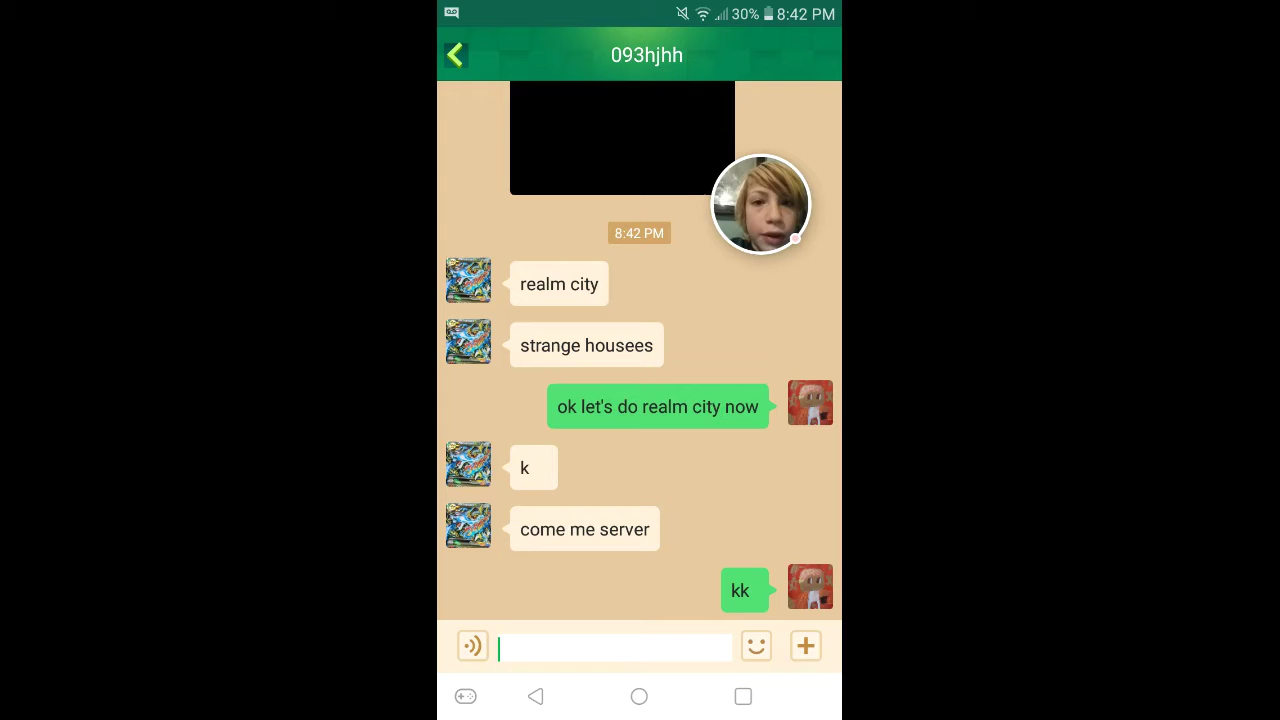 30% 8:42 PM
093hjhh
8:42 PM
realm city
strange housees
ok let's do realm city now
k
come me server
kk